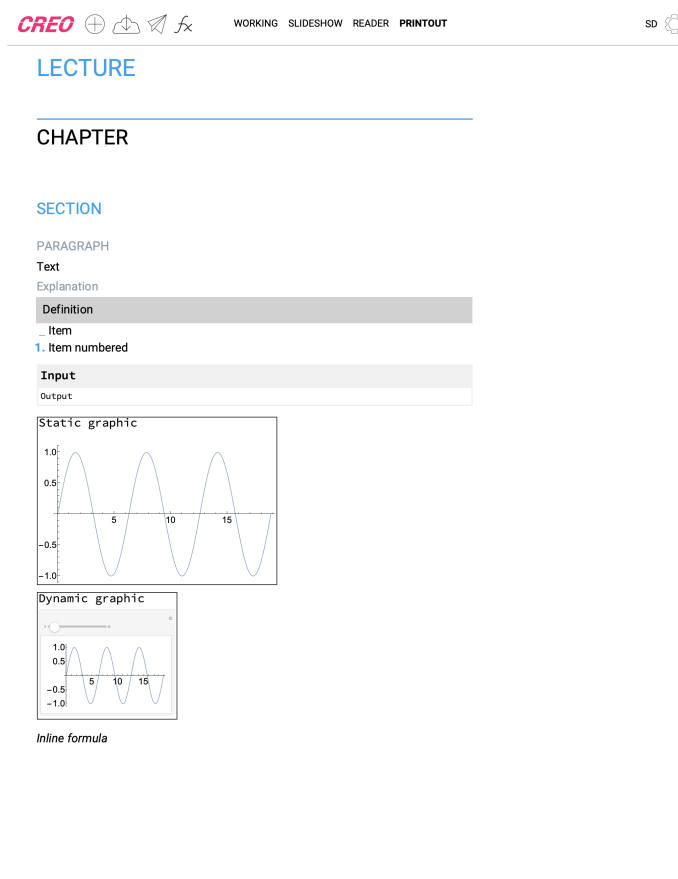 CREO fx WORKING SLIDESHOW READER PRINTOUT SD
LECTURE
CHAPTER
SECTION
PARAGRAPH
Text
Explanation
Definition
_ Item
1. Item numbered
Input
Output
Static graphic
1.0
0.5
5 10 15
-0.5
-1.0
Dynamic graphic
1.0
0.5
5 10 15
-0.5
-1.0
Inline formula